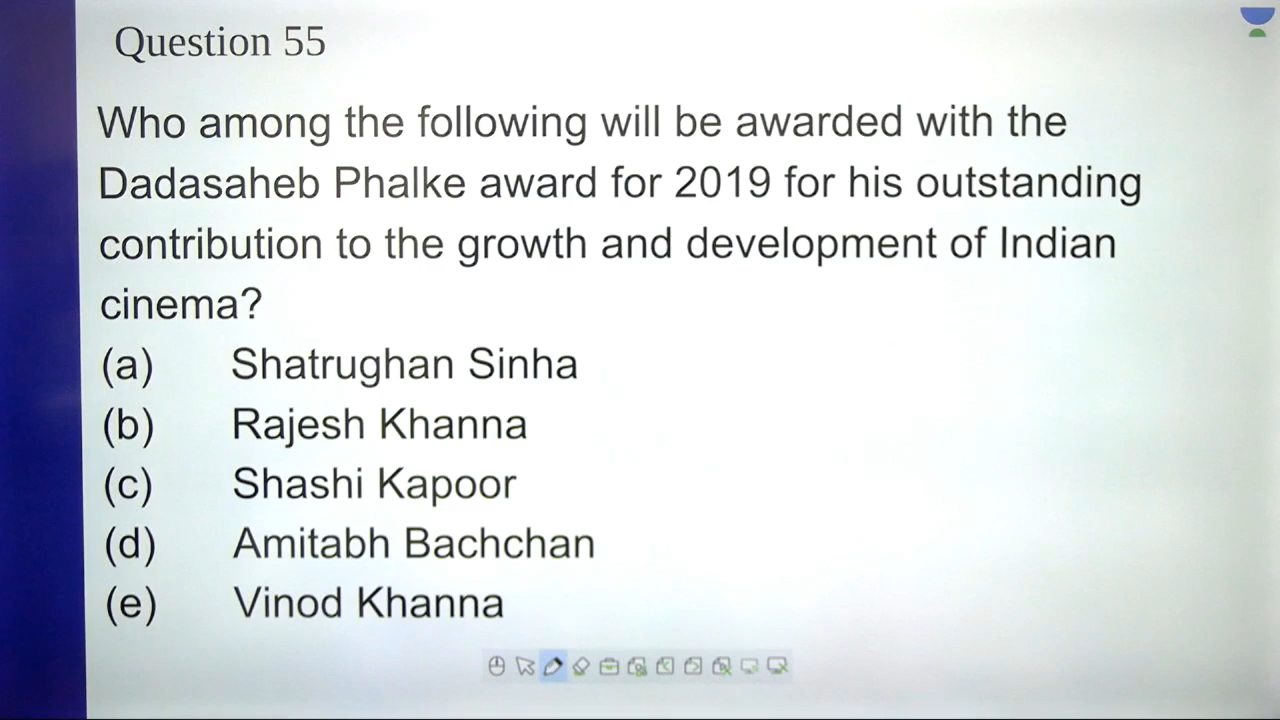 Question 55
Who among the following will be awarded with the
Dadasaheb Phalke award for 2019 for his outstanding
contribution to the growth and development of Indian
cinema?
(a) Shatrughan Sinha
(b) Rajesh Khanna
(c) Shashi Kapoor
(d) Amitabh Bachchan
(e) Vinod Khanna